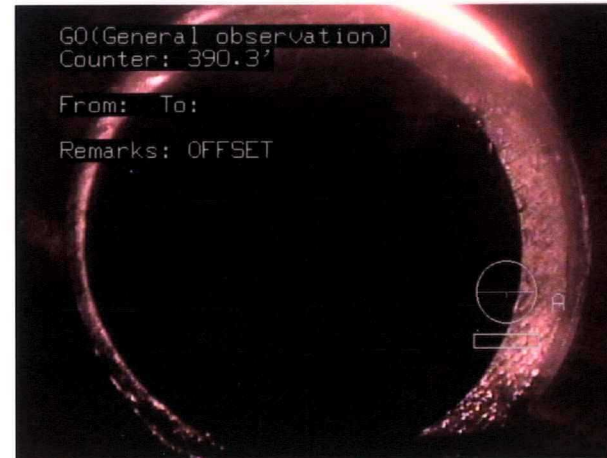 GO(General observation)
Counter: 390.3'
From: To:
Remarks: OFFSET
A